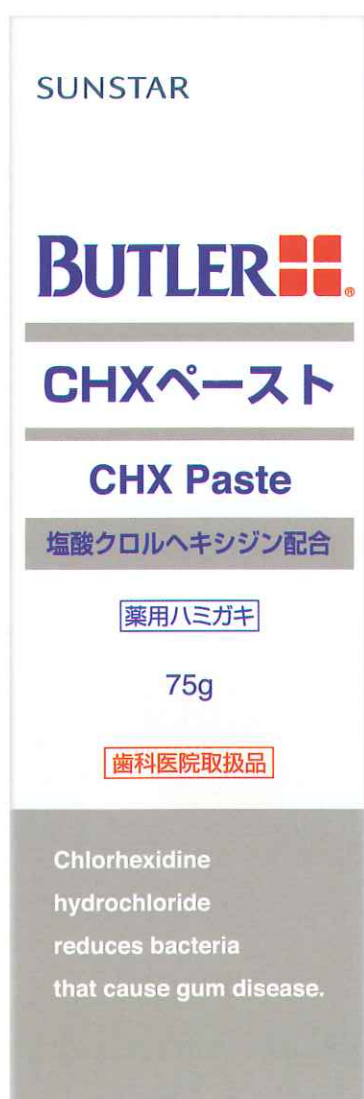 SUNSTAR
BUTLER®
CHXペースト
CHX Paste
塩酸クロルヘキシジン配合
薬用ハミガキ
75g
歯科医院取扱品
Chlorhexidine
hydrochloride
reduces bacteria
that cause gum disease.